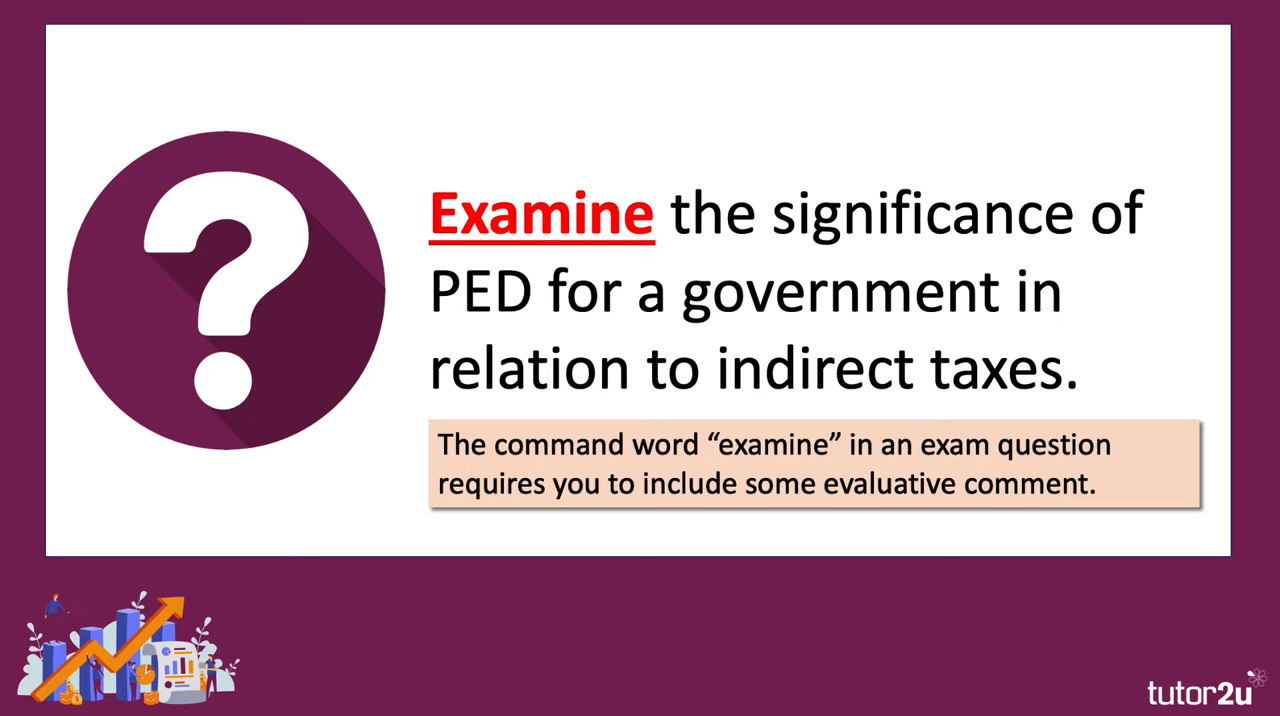 Examine the significance of
PED for a government in
relation to indirect taxes.
The command word “examine” in an exam question
requires you to include some evaluative comment.
tutor2u